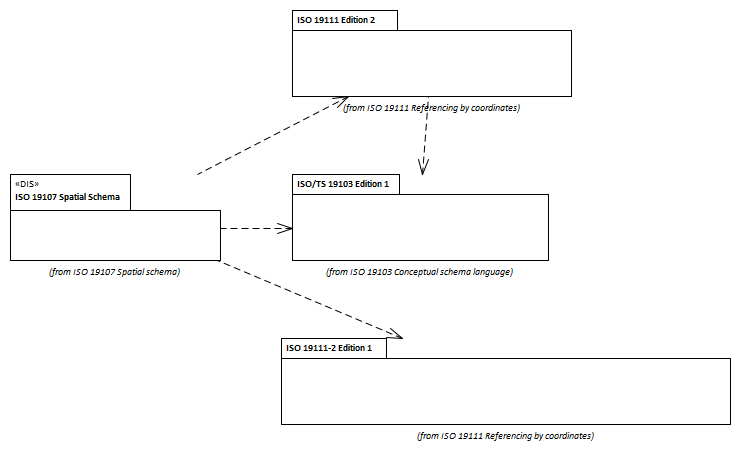 ISO 19111 Edition 2
(from ISO 19111 Referencing by coordinates)
«DIS»
ISO 19107 Spatial Schema
(from ISO 19107 Spatial schema)
ISO/TS 19103 Edition 1
(from ISO 19103 Conceptual schema language)
ISO 19111-2 Edition 1
(from ISO 19111 Referencing by coordinates)